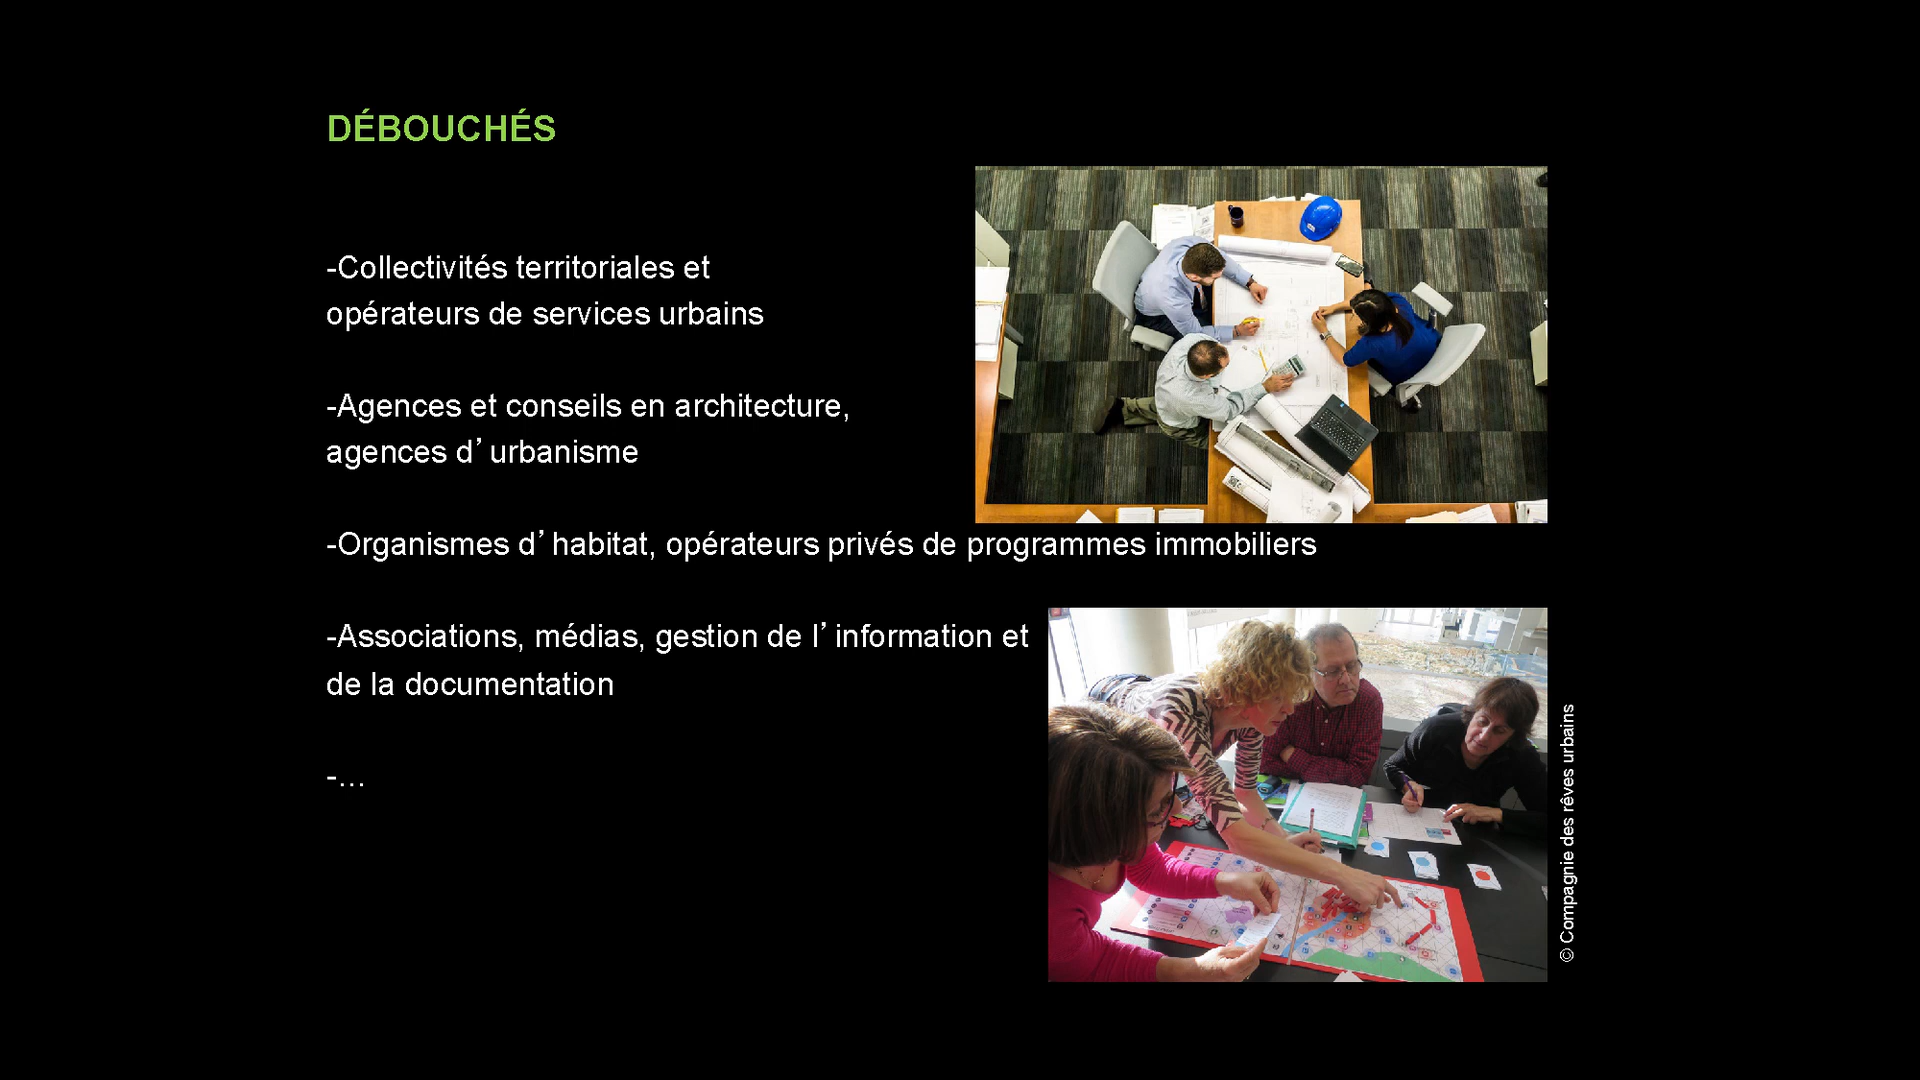 DÉBOUCHÉS
-Collectivités territoriales et
opérateurs de services urbains
-Agences et conseils en architecture,
agences d’urbanisme
-Organismes d’habitat, opérateurs privés de programmes immobiliers
-Associations, médias, gestion de l’information et
de la documentation
-…
© Compagnie des rêves urbains